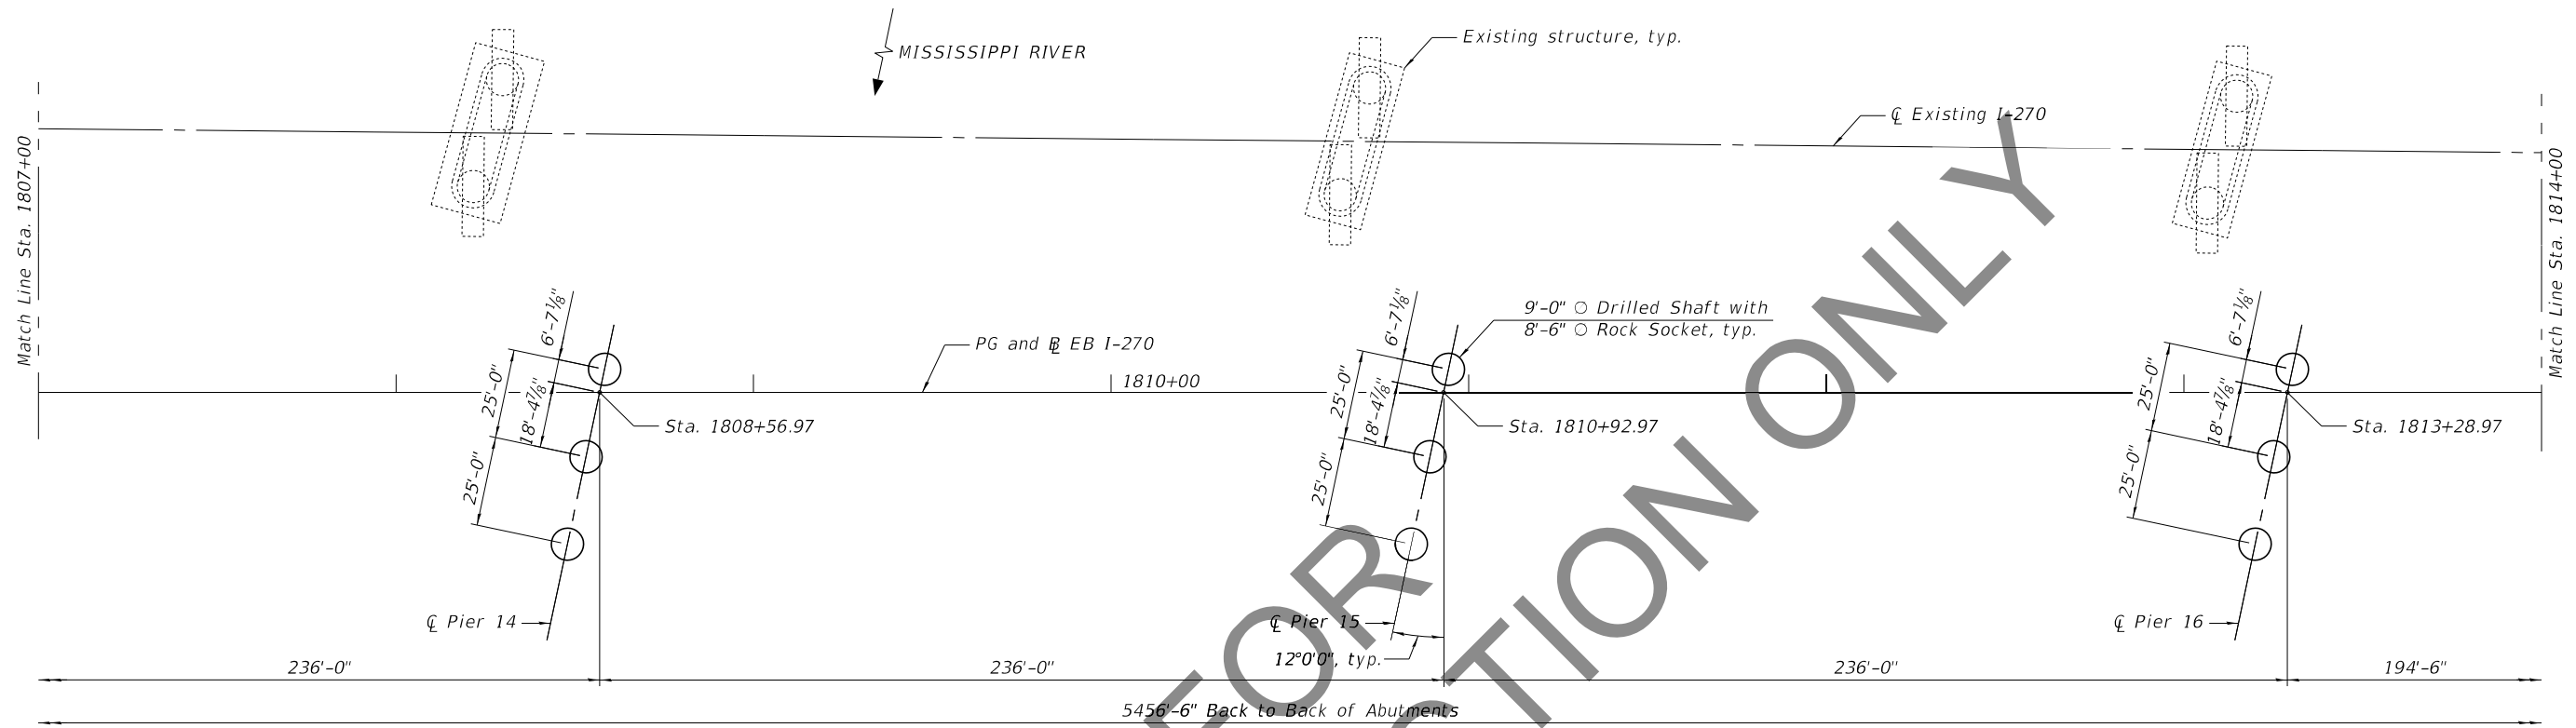 MISSISSIPPI RIVER
Existing structure, typ.
℄ Existing I-270
Match Line Sta. 1807+00
Match Line Sta. 1814+00
6'-7⅛"
25'-0"
18'-4⅞"
25'-0"
PG and ℄ EB I-270
1810+00
Sta. 1808+56.97
6'-7⅛"
25'-0"
18'-4⅞"
25'-0"
9'-0" ○ Drilled Shaft with
8'-6" ○ Rock Socket, typ.
Sta. 1810+92.97
6'-7⅛"
25'-0"
18'-4⅞"
25'-0"
Sta. 1813+28.97
℄ Pier 14
℄ Pier 15
℄ Pier 16
12°0'0", typ.
236'-0"
236'-0"
236'-0"
194'-6"
5456'-6" Back to Back of Abutments
FOR
CTION ONLY